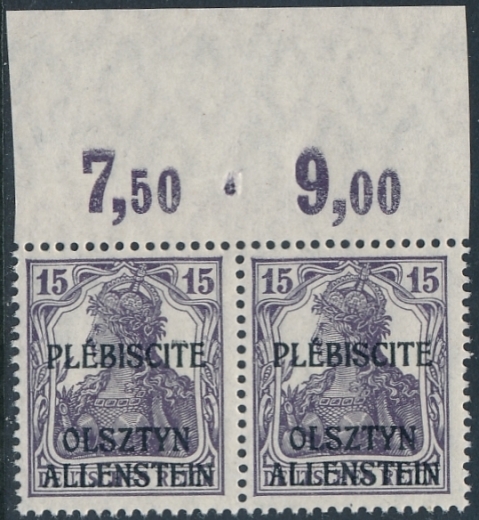 7,50 9,00
15 15 15 15
PLÉBISCITE PLÉBISCITE
OLSZTYN OLSZTYN
ALLENSTEIN ALLENSTEIN